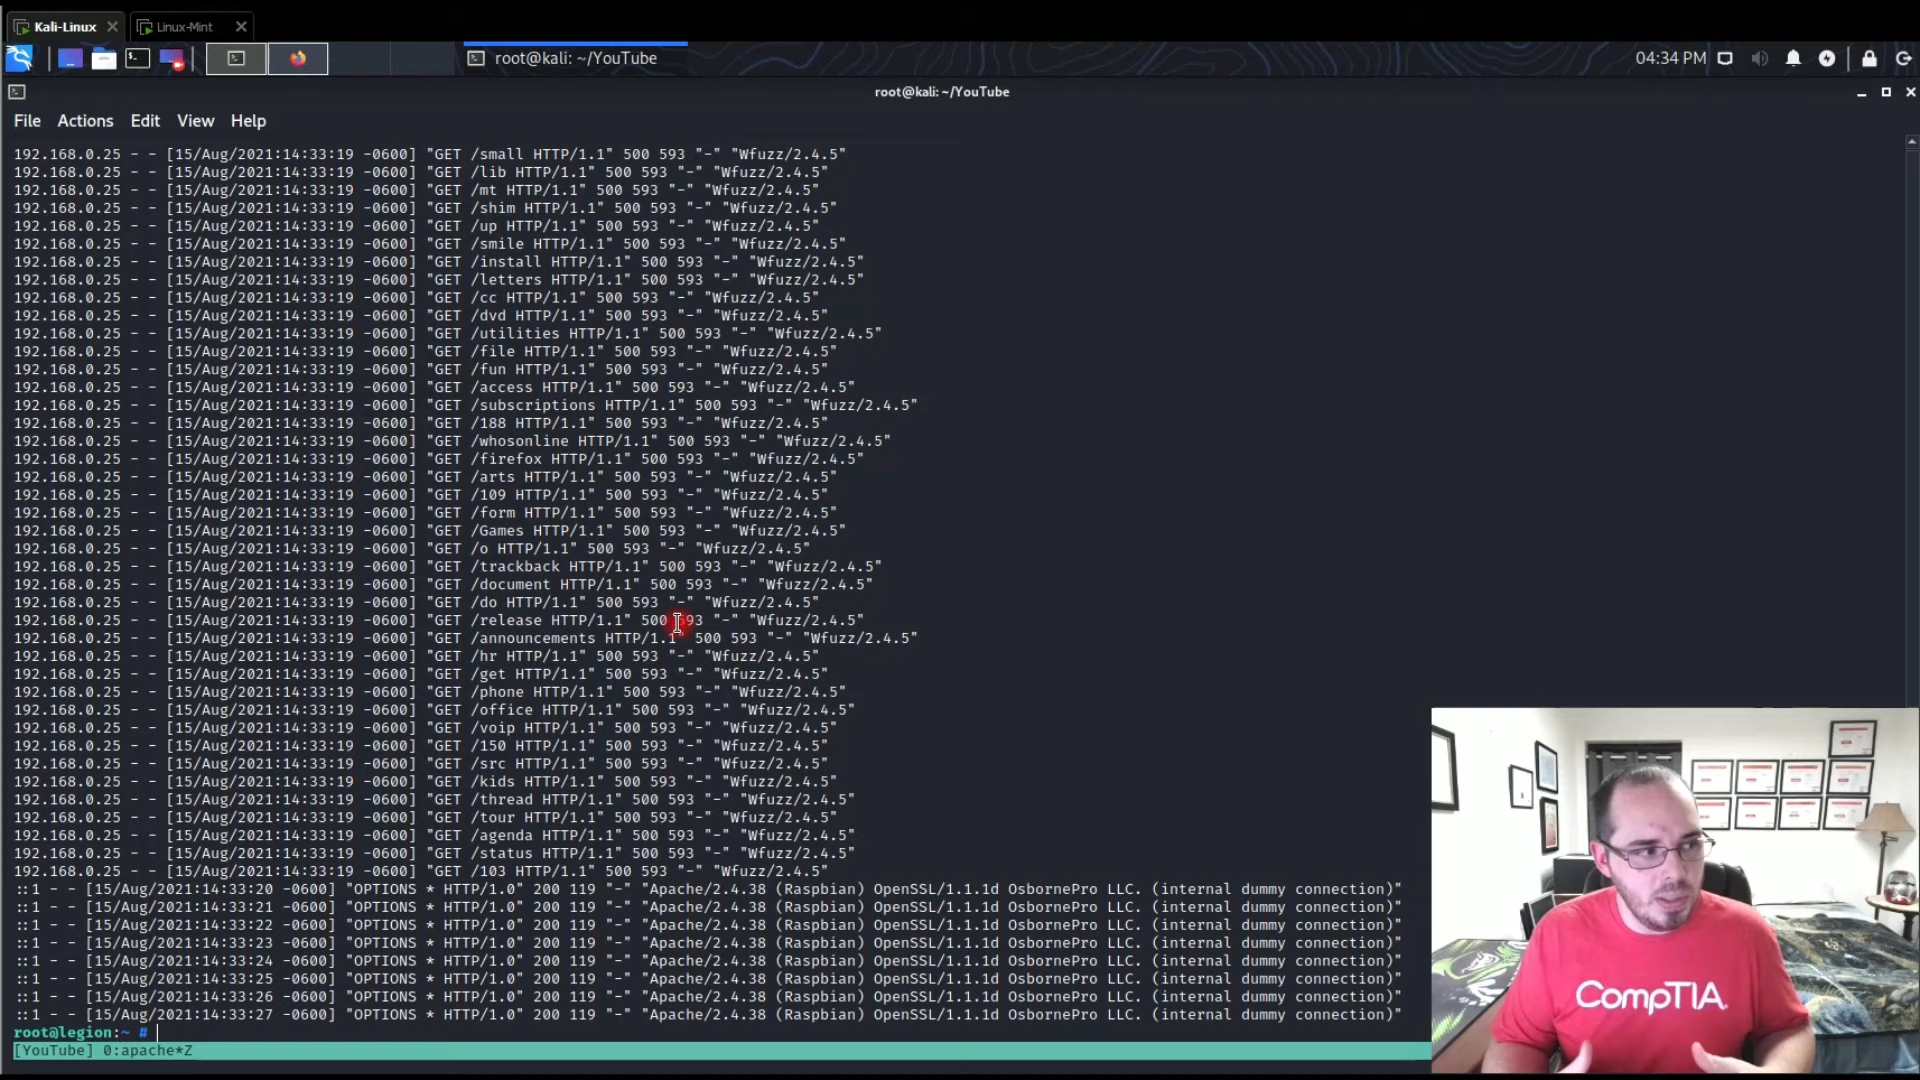 Kali-Linux
Linux-Mint
root@kali: ~/YouTube
04:34 PM
root@kali: ~/YouTube
File Actions Edit View Help
192.168.0.25 - - [15/Aug/2021:14:33:19 -0600] "GET /small HTTP/1.1" 500 593 "-" "Wfuzz/2.4.5"
192.168.0.25 - - [15/Aug/2021:14:33:19 -0600] "GET /lib HTTP/1.1" 500 593 "-" "Wfuzz/2.4.5"
192.168.0.25 - - [15/Aug/2021:14:33:19 -0600] "GET /mt HTTP/1.1" 500 593 "-" "Wfuzz/2.4.5"
192.168.0.25 - - [15/Aug/2021:14:33:19 -0600] "GET /shim HTTP/1.1" 500 593 "-" "Wfuzz/2.4.5"
192.168.0.25 - - [15/Aug/2021:14:33:19 -0600] "GET /up HTTP/1.1" 500 593 "-" "Wfuzz/2.4.5"
192.168.0.25 - - [15/Aug/2021:14:33:19 -0600] "GET /smile HTTP/1.1" 500 593 "-" "Wfuzz/2.4.5"
192.168.0.25 - - [15/Aug/2021:14:33:19 -0600] "GET /install HTTP/1.1" 500 593 "-" "Wfuzz/2.4.5"
192.168.0.25 - - [15/Aug/2021:14:33:19 -0600] "GET /letters HTTP/1.1" 500 593 "-" "Wfuzz/2.4.5"
192.168.0.25 - - [15/Aug/2021:14:33:19 -0600] "GET /cc HTTP/1.1" 500 593 "-" "Wfuzz/2.4.5"
192.168.0.25 - - [15/Aug/2021:14:33:19 -0600] "GET /dvd HTTP/1.1" 500 593 "-" "Wfuzz/2.4.5"
192.168.0.25 - - [15/Aug/2021:14:33:19 -0600] "GET /utilities HTTP/1.1" 500 593 "-" "Wfuzz/2.4.5"
192.168.0.25 - - [15/Aug/2021:14:33:19 -0600] "GET /file HTTP/1.1" 500 593 "-" "Wfuzz/2.4.5"
192.168.0.25 - - [15/Aug/2021:14:33:19 -0600] "GET /fun HTTP/1.1" 500 593 "-" "Wfuzz/2.4.5"
192.168.0.25 - - [15/Aug/2021:14:33:19 -0600] "GET /access HTTP/1.1" 500 593 "-" "Wfuzz/2.4.5"
192.168.0.25 - - [15/Aug/2021:14:33:19 -0600] "GET /subscriptions HTTP/1.1" 500 593 "-" "Wfuzz/2.4.5"
192.168.0.25 - - [15/Aug/2021:14:33:19 -0600] "GET /188 HTTP/1.1" 500 593 "-" "Wfuzz/2.4.5"
192.168.0.25 - - [15/Aug/2021:14:33:19 -0600] "GET /whosonline HTTP/1.1" 500 593 "-" "Wfuzz/2.4.5"
192.168.0.25 - - [15/Aug/2021:14:33:19 -0600] "GET /firefox HTTP/1.1" 500 593 "-" "Wfuzz/2.4.5"
192.168.0.25 - - [15/Aug/2021:14:33:19 -0600] "GET /arts HTTP/1.1" 500 593 "-" "Wfuzz/2.4.5"
192.168.0.25 - - [15/Aug/2021:14:33:19 -0600] "GET /109 HTTP/1.1" 500 593 "-" "Wfuzz/2.4.5"
192.168.0.25 - - [15/Aug/2021:14:33:19 -0600] "GET /form HTTP/1.1" 500 593 "-" "Wfuzz/2.4.5"
192.168.0.25 - - [15/Aug/2021:14:33:19 -0600] "GET /Games HTTP/1.1" 500 593 "-" "Wfuzz/2.4.5"
192.168.0.25 - - [15/Aug/2021:14:33:19 -0600] "GET /o HTTP/1.1" 500 593 "-" "Wfuzz/2.4.5"
192.168.0.25 - - [15/Aug/2021:14:33:19 -0600] "GET /trackback HTTP/1.1" 500 593 "-" "Wfuzz/2.4.5"
192.168.0.25 - - [15/Aug/2021:14:33:19 -0600] "GET /document HTTP/1.1" 500 593 "-" "Wfuzz/2.4.5"
192.168.0.25 - - [15/Aug/2021:14:33:19 -0600] "GET /do HTTP/1.1" 500 593 "-" "Wfuzz/2.4.5"
192.168.0.25 - - [15/Aug/2021:14:33:19 -0600] "GET /release HTTP/1.1" 500 593 "-" "Wfuzz/2.4.5"
192.168.0.25 - - [15/Aug/2021:14:33:19 -0600] "GET /announcements HTTP/1.1" 500 593 "-" "Wfuzz/2.4.5"
192.168.0.25 - - [15/Aug/2021:14:33:19 -0600] "GET /hr HTTP/1.1" 500 593 "-" "Wfuzz/2.4.5"
192.168.0.25 - - [15/Aug/2021:14:33:19 -0600] "GET /get HTTP/1.1" 500 593 "-" "Wfuzz/2.4.5"
192.168.0.25 - - [15/Aug/2021:14:33:19 -0600] "GET /phone HTTP/1.1" 500 593 "-" "Wfuzz/2.4.5"
192.168.0.25 - - [15/Aug/2021:14:33:19 -0600] "GET /office HTTP/1.1" 500 593 "-" "Wfuzz/2.4.5"
192.168.0.25 - - [15/Aug/2021:14:33:19 -0600] "GET /voip HTTP/1.1" 500 593 "-" "Wfuzz/2.4.5"
192.168.0.25 - - [15/Aug/2021:14:33:19 -0600] "GET /150 HTTP/1.1" 500 593 "-" "Wfuzz/2.4.5"
192.168.0.25 - - [15/Aug/2021:14:33:19 -0600] "GET /src HTTP/1.1" 500 593 "-" "Wfuzz/2.4.5"
192.168.0.25 - - [15/Aug/2021:14:33:19 -0600] "GET /kids HTTP/1.1" 500 593 "-" "Wfuzz/2.4.5"
192.168.0.25 - - [15/Aug/2021:14:33:19 -0600] "GET /thread HTTP/1.1" 500 593 "-" "Wfuzz/2.4.5"
192.168.0.25 - - [15/Aug/2021:14:33:19 -0600] "GET /tour HTTP/1.1" 500 593 "-" "Wfuzz/2.4.5"
192.168.0.25 - - [15/Aug/2021:14:33:19 -0600] "GET /agenda HTTP/1.1" 500 593 "-" "Wfuzz/2.4.5"
192.168.0.25 - - [15/Aug/2021:14:33:19 -0600] "GET /status HTTP/1.1" 500 593 "-" "Wfuzz/2.4.5"
192.168.0.25 - - [15/Aug/2021:14:33:19 -0600] "GET /103 HTTP/1.1" 500 593 "-" "Wfuzz/2.4.5"
::1 - - [15/Aug/2021:14:33:20 -0600] "OPTIONS * HTTP/1.0" 200 119 "-" "Apache/2.4.38 (Raspbian) OpenSSL/1.1.1d OsbornePro LLC. (internal dummy connection)"
::1 - - [15/Aug/2021:14:33:21 -0600] "OPTIONS * HTTP/1.0" 200 119 "-" "Apache/2.4.38 (Raspbian) OpenSSL/1.1.1d OsbornePro LLC. (internal dummy connection)"
::1 - - [15/Aug/2021:14:33:22 -0600] "OPTIONS * HTTP/1.0" 200 119 "-" "Apache/2.4.38 (Raspbian) OpenSSL/1.1.1d OsbornePro LLC. (internal dummy connection)"
::1 - - [15/Aug/2021:14:33:23 -0600] "OPTIONS * HTTP/1.0" 200 119 "-" "Apache/2.4.38 (Raspbian) OpenSSL/1.1.1d OsbornePro LLC. (internal dummy connection)"
::1 - - [15/Aug/2021:14:33:24 -0600] "OPTIONS * HTTP/1.0" 200 119 "-" "Apache/2.4.38 (Raspbian) OpenSSL/1.1.1d OsbornePro LLC. (internal dummy connection)"
::1 - - [15/Aug/2021:14:33:25 -0600] "OPTIONS * HTTP/1.0" 200 119 "-" "Apache/2.4.38 (Raspbian) OpenSSL/1.1.1d OsbornePro LLC. (internal dummy connection)"
::1 - - [15/Aug/2021:14:33:26 -0600] "OPTIONS * HTTP/1.0" 200 119 "-" "Apache/2.4.38 (Raspbian) OpenSSL/1.1.1d OsbornePro LLC. (internal dummy connection)"
::1 - - [15/Aug/2021:14:33:27 -0600] "OPTIONS * HTTP/1.0" 200 119 "-" "Apache/2.4.38 (Raspbian) OpenSSL/1.1.1d OsbornePro LLC. (internal dummy connection)"
root@legion:~ #
[YouTube] 0:apache*Z
CompTIA.